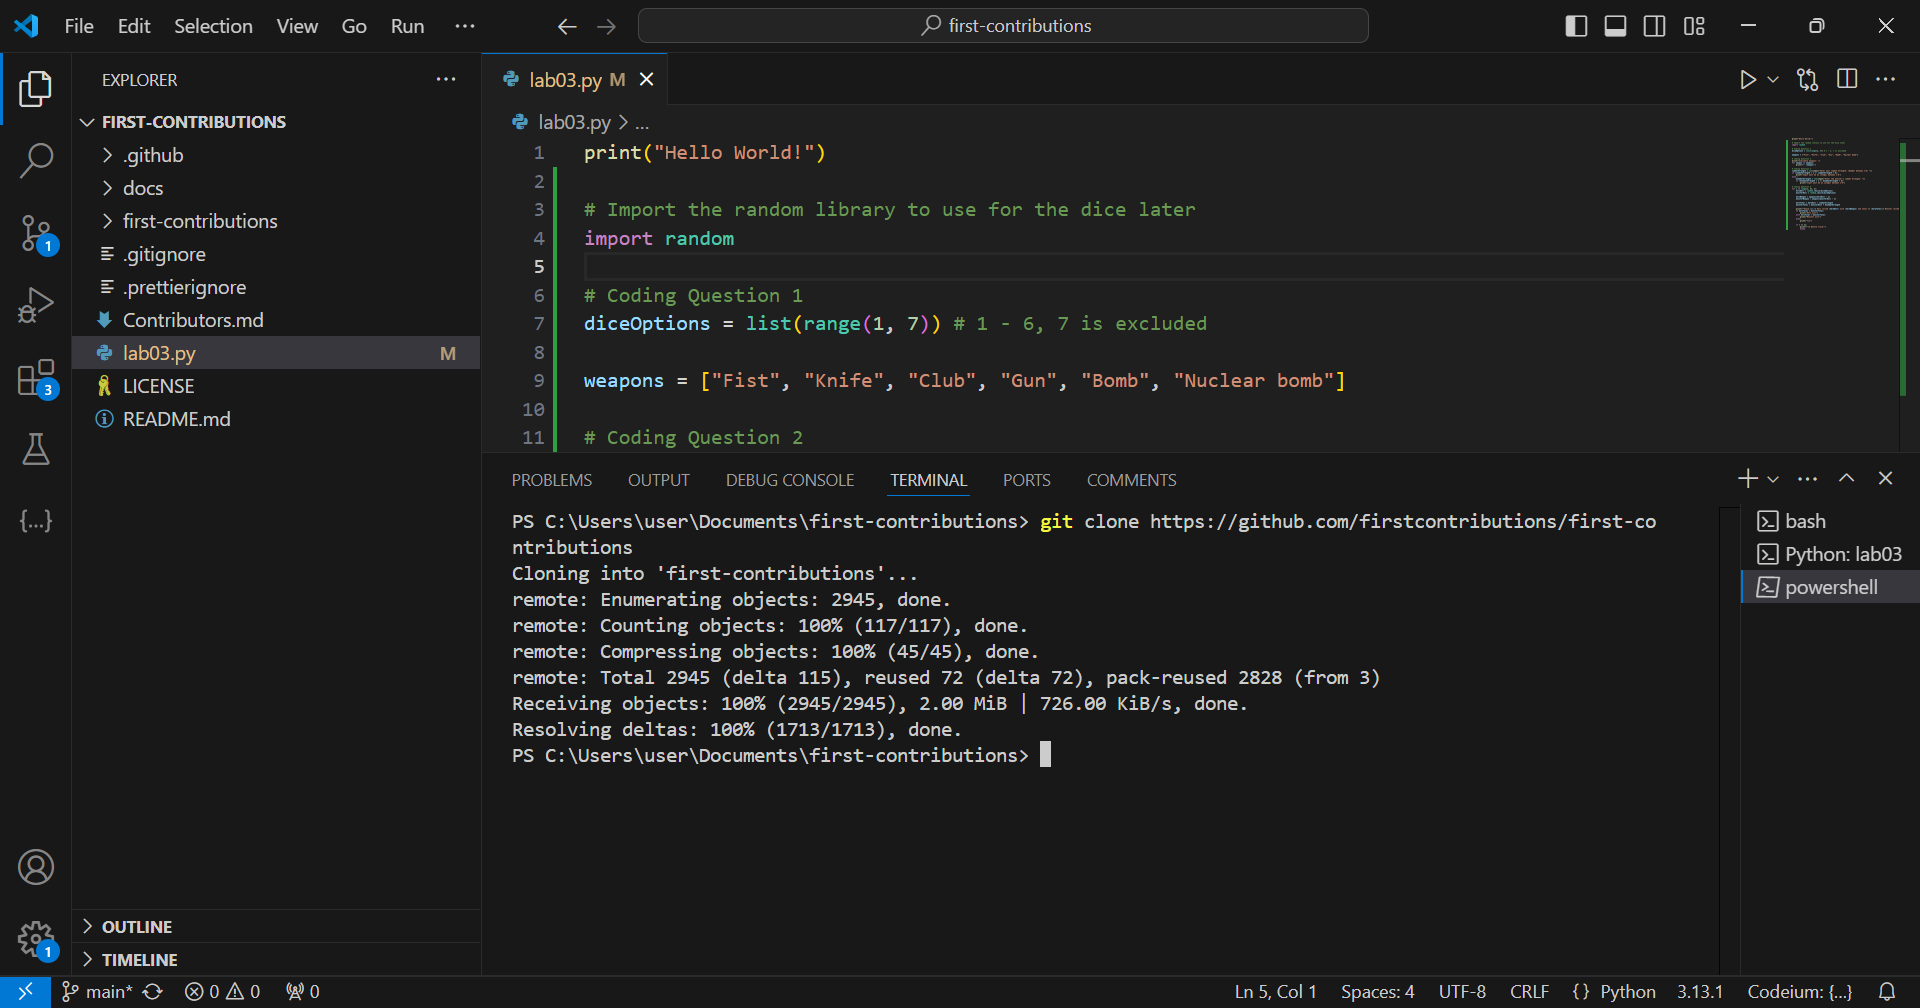 File Edit Selection View Go Run ···
first-contributions
EXPLORER ···
FIRST-CONTRIBUTIONS
.github
docs
first-contributions
.gitignore
.prettierignore
Contributors.md
lab03.py M
LICENSE
README.md
OUTLINE
TIMELINE
1
3
1
lab03.py M
lab03.py > ...
1 print("Hello World!")
2
3 # Import the random library to use for the dice later
4 import random
5
6 # Coding Question 1
7 diceOptions = list(range(1, 7)) # 1 - 6, 7 is excluded
8
9 weapons = ["Fist", "Knife", "Club", "Gun", "Bomb", "Nuclear bomb"]
10
11 # Coding Question 2
PROBLEMS OUTPUT DEBUG CONSOLE TERMINAL PORTS COMMENTS
PS C:\Users\user\Documents\first-contributions> git clone https://github.com/firstcontributions/first-co
ntributions
Cloning into 'first-contributions'...
remote: Enumerating objects: 2945, done.
remote: Counting objects: 100% (117/117), done.
remote: Compressing objects: 100% (45/45), done.
remote: Total 2945 (delta 115), reused 72 (delta 72), pack-reused 2828 (from 3)
Receiving objects: 100% (2945/2945), 2.00 MiB | 726.00 KiB/s, done.
Resolving deltas: 100% (1713/1713), done.
PS C:\Users\user\Documents\first-contributions>
bash
Python: lab03
powershell
main* 0 0 0 Ln 5, Col 1 Spaces: 4 UTF-8 CRLF {} Python 3.13.1 Codeium: {...}